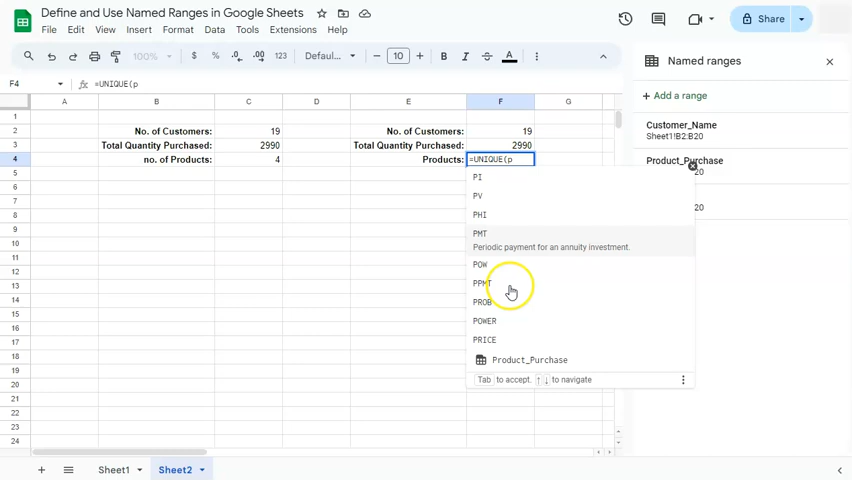 Define and Use Named Ranges in Google Sheets
File Edit View Insert Format Data Tools Extensions Help
Share
100% $ % .0 .00 123 Defaul... − 10 + B I S A
Named ranges
F4 fx =UNIQUE(p
+ Add a range
A B C D E F G
1
2 No. of Customers: 19 No. of Customers: 19
3 Total Quantity Purchased: 2990 Total Quantity Purchased: 2990
4 no. of Products: 4 Products: =UNIQUE(p
5
6
7
8
9
10
11
12
13
14
15
16
17
18
19
20
21
22
23
24
PI
PV
PHI
PMT
Periodic payment for an annuity investment.
POW
PPMT
PROB
POWER
PRICE
Product_Purchase
Tab to accept. ↑ ↓ to navigate
Customer_Name
Sheet1!B2:B20
Product_Purchase
20
20
+ Sheet1 Sheet2